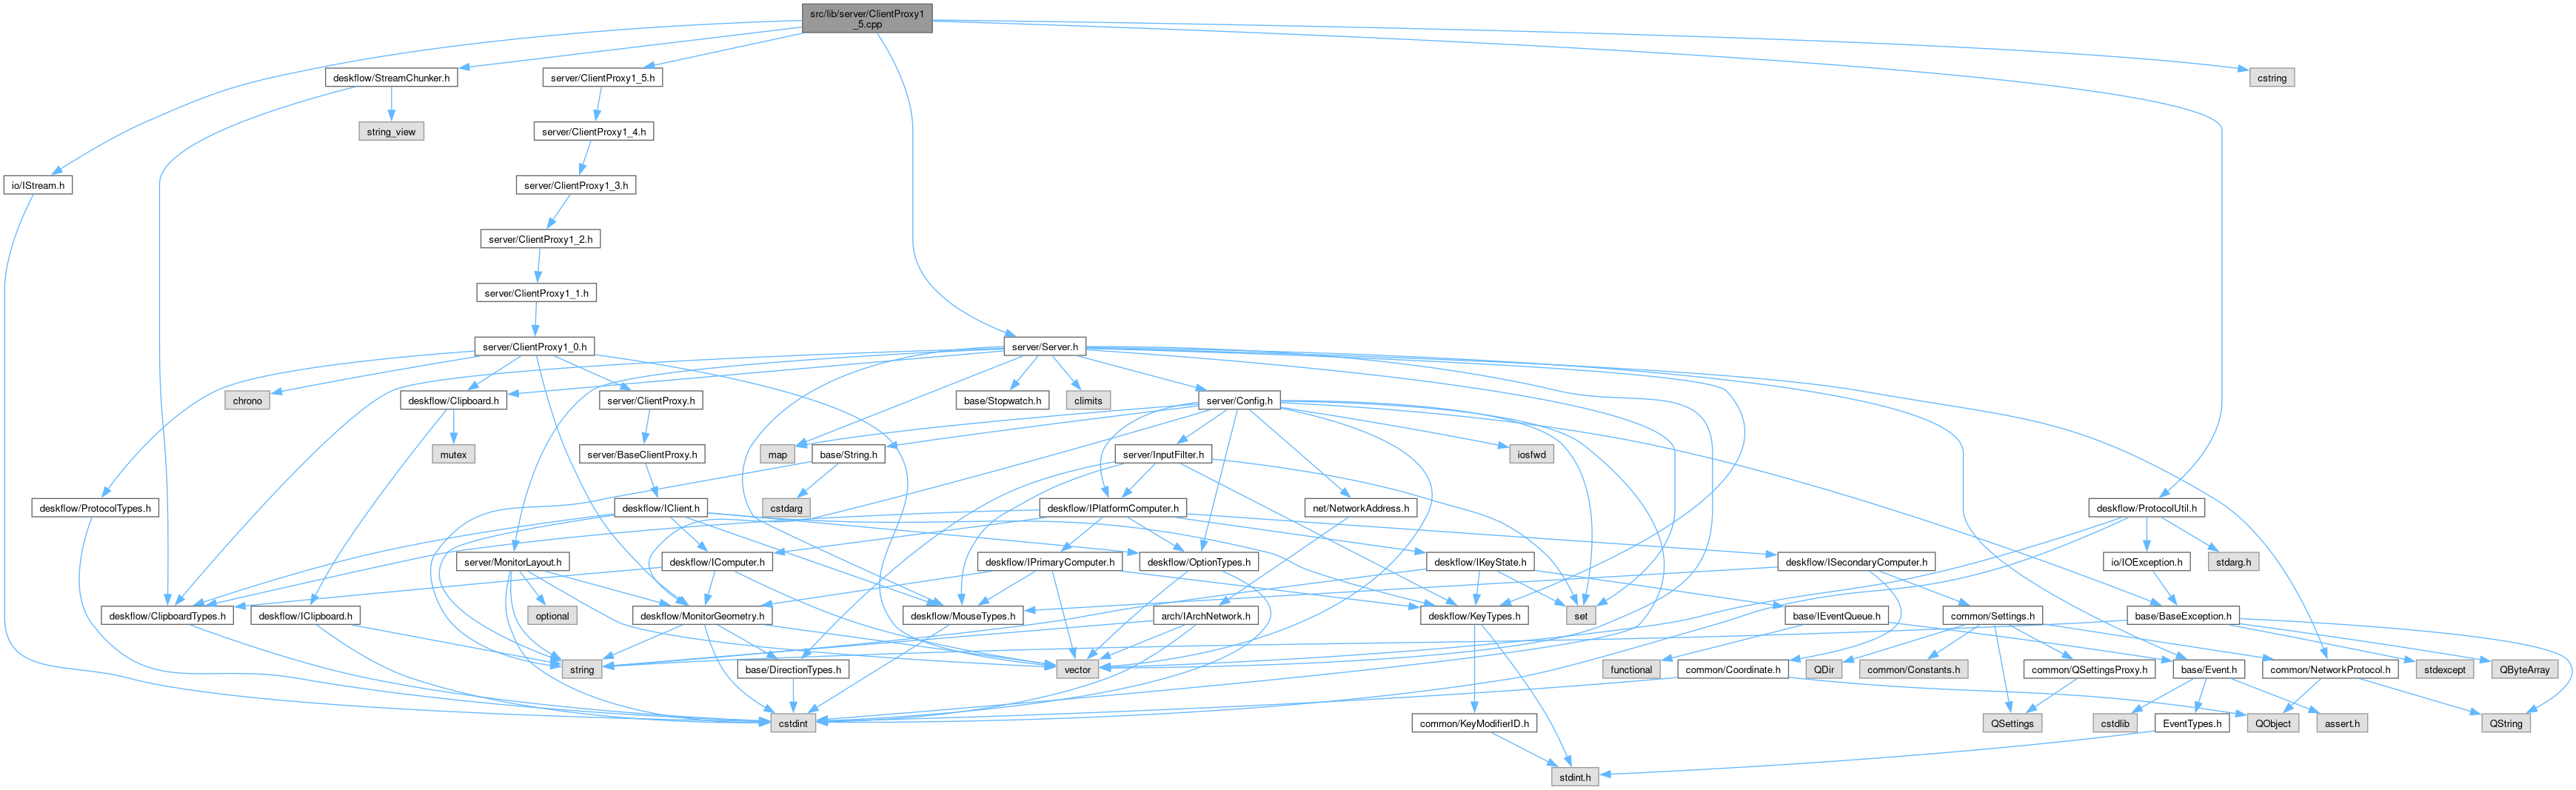 src/lib/server/ClientProxy1
_5.cpp
deskflow/StreamChunker.h
server/ClientProxy1_5.h
cstring
string_view
server/ClientProxy1_4.h
io/IStream.h
server/ClientProxy1_3.h
server/ClientProxy1_2.h
server/ClientProxy1_1.h
server/ClientProxy1_0.h
server/Server.h
chrono
deskflow/Clipboard.h
server/ClientProxy.h
base/Stopwatch.h
climits
server/Config.h
mutex
server/BaseClientProxy.h
map
base/String.h
server/InputFilter.h
iosfwd
deskflow/ProtocolTypes.h
deskflow/IClient.h
cstdarg
deskflow/IPlatformComputer.h
net/NetworkAddress.h
deskflow/ProtocolUtil.h
server/MonitorLayout.h
deskflow/IComputer.h
deskflow/IPrimaryComputer.h
deskflow/OptionTypes.h
deskflow/IKeyState.h
deskflow/ISecondaryComputer.h
io/IOException.h
stdarg.h
deskflow/ClipboardTypes.h
deskflow/IClipboard.h
optional
deskflow/MonitorGeometry.h
deskflow/MouseTypes.h
arch/IArchNetwork.h
deskflow/KeyTypes.h
set
base/IEventQueue.h
common/Settings.h
base/BaseException.h
string
base/DirectionTypes.h
vector
functional
common/Coordinate.h
QDir
common/Constants.h
common/QSettingsProxy.h
base/Event.h
common/NetworkProtocol.h
stdexcept
QByteArray
cstdint
common/KeyModifierID.h
QSettings
cstdlib
EventTypes.h
QObject
assert.h
QString
stdint.h